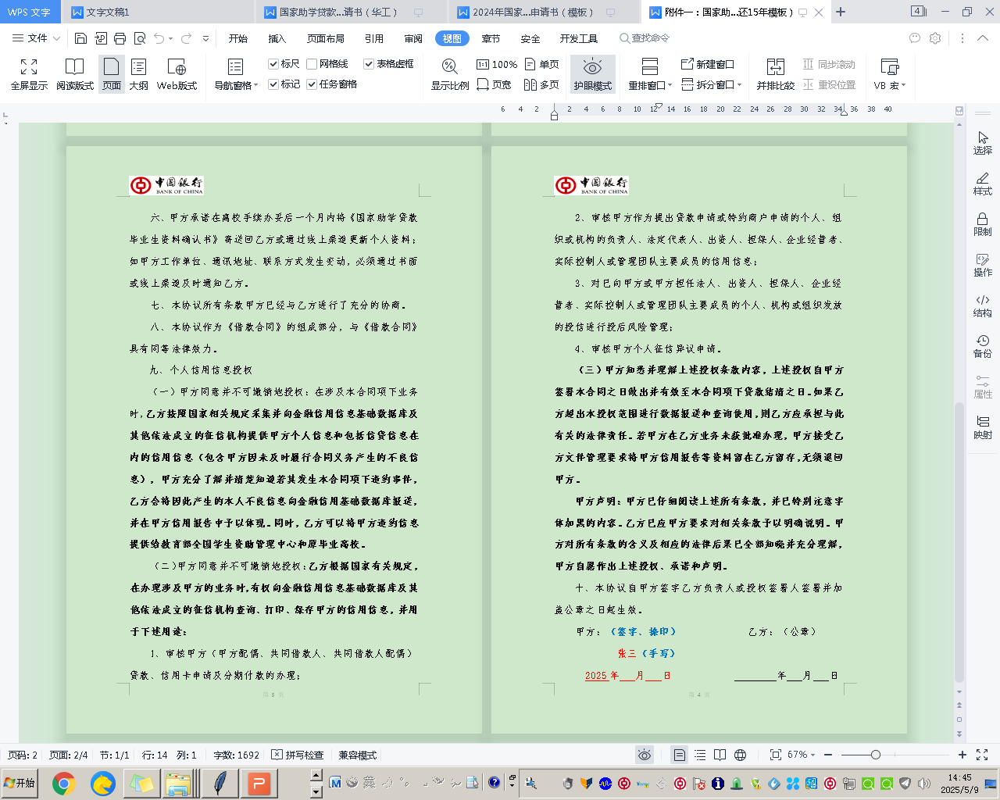 WPS 文字
文字文稿1
国家助学贷款...请书（华工）
2024年国家...申请书（模板）
附件一：国家助...还15年模板）
4
文件
开始
插入
页面布局
引用
审阅
视图
章节
安全
开发工具
查找命令
全屏显示
阅读版式
页面
大纲
Web版式
导航窗格
标尺
网格线
表格虚框
标记
任务窗格
显示比例
100%
页宽
单页
多页
护眼模式
重排窗口
新建窗口
拆分窗口
并排比较
同步滚动
重设位置
VB 宏
6 4 2 2 4 6 8 10 12 14 16 18 20 22 24 26 28 30 32 34 36 38 40
中国银行
BANK OF CHINA
六、甲方承诺在离校手续办妥后一个月内将《国家助学贷款
毕业生资料确认书》寄送回乙方或通过线上渠道更新个人资料；
如甲方工作单位、通讯地址、联系方式发生变动，必须通过书面
或线上渠道及时通知乙方。
七、本协议所有条款甲方已经与乙方进行了充分的协商。
八、本协议作为《借款合同》的组成部分，与《借款合同》
具有同等法律效力。
九、个人信用信息授权
（一）甲方同意并不可撤销地授权：在涉及本合同项下业务
时，乙方按照国家相关规定采集并向金融信用信息基础数据库及
其他依法成立的征信机构提供甲方个人信息和包括信贷信息在
内的信用信息（包含甲方因未及时履行合同义务产生的不良信
息），甲方充分了解并清楚知道若其发生本合同项下违约事件，
乙方会将因此产生的本人不良信息向金融信用基础数据库报送，
并在甲方信用报告中予以体现。同时，乙方可以将甲方违约信息
提供给教育部全国学生资助管理中心和原毕业高校。
（二）甲方同意并不可撤销地授权：乙方根据国家有关规定，
在办理涉及甲方的业务时，有权向金融信用信息基础数据库及其
他依法成立的征信机构查询、打印、保存甲方的信用信息，并用
于下述用途：
1、审核甲方（甲方配偶、共同借款人、共同借款人配偶）
贷款、信用卡申请及分期付款的办理；
第 3 页
中国银行
BANK OF CHINA
2、审核甲方作为提出贷款申请或特约商户申请的个人、组
织或机构的负责人、法定代表人、出资人、担保人、企业经营者、
实际控制人或管理团队主要成员的信用信息；
3、对已向甲方或甲方担任法人、出资人、担保人、企业经
营者、实际控制人或管理团队主要成员的个人、机构或组织发放
的授信进行授后风险管理；
4、审核甲方个人征信异议申请。
（三）甲方知悉并理解上述授权条款内容，上述授权自甲方
签署本合同之日做出并有效至本合同项下贷款结清之日。如果乙
方超出本授权范围进行数据报送和查询使用，则乙方应承担与此
有关的法律责任。若甲方在乙方业务未获批准办理，甲方接受乙
方文件管理要求将甲方信用报告等资料留在乙方留存，无须退回
甲方。
甲方声明：甲方已仔细阅读上述所有条款，并已特别注意字
体加黑的内容。乙方已应甲方要求对相关条款予以明确说明。甲
方对所有条款的含义及相应的法律后果已全部知晓并充分理解，
甲方自愿作出上述授权、承诺和声明。
十、本协议自甲方签字乙方负责人或授权签署人签署并加
盖公章之日起生效。
甲方：（签字、捺印） 乙方：（公章）
张三（手写）
2025年___月___日 ________年___月___日
第 4 页
选择
样式
限制
操作
结构
备份
属性
映射
页码: 2
页面: 2/4
节: 1/1
行: 14
列: 1
字数: 1692
拼写检查
兼容模式
67%
开始
14:45
2025/5/9